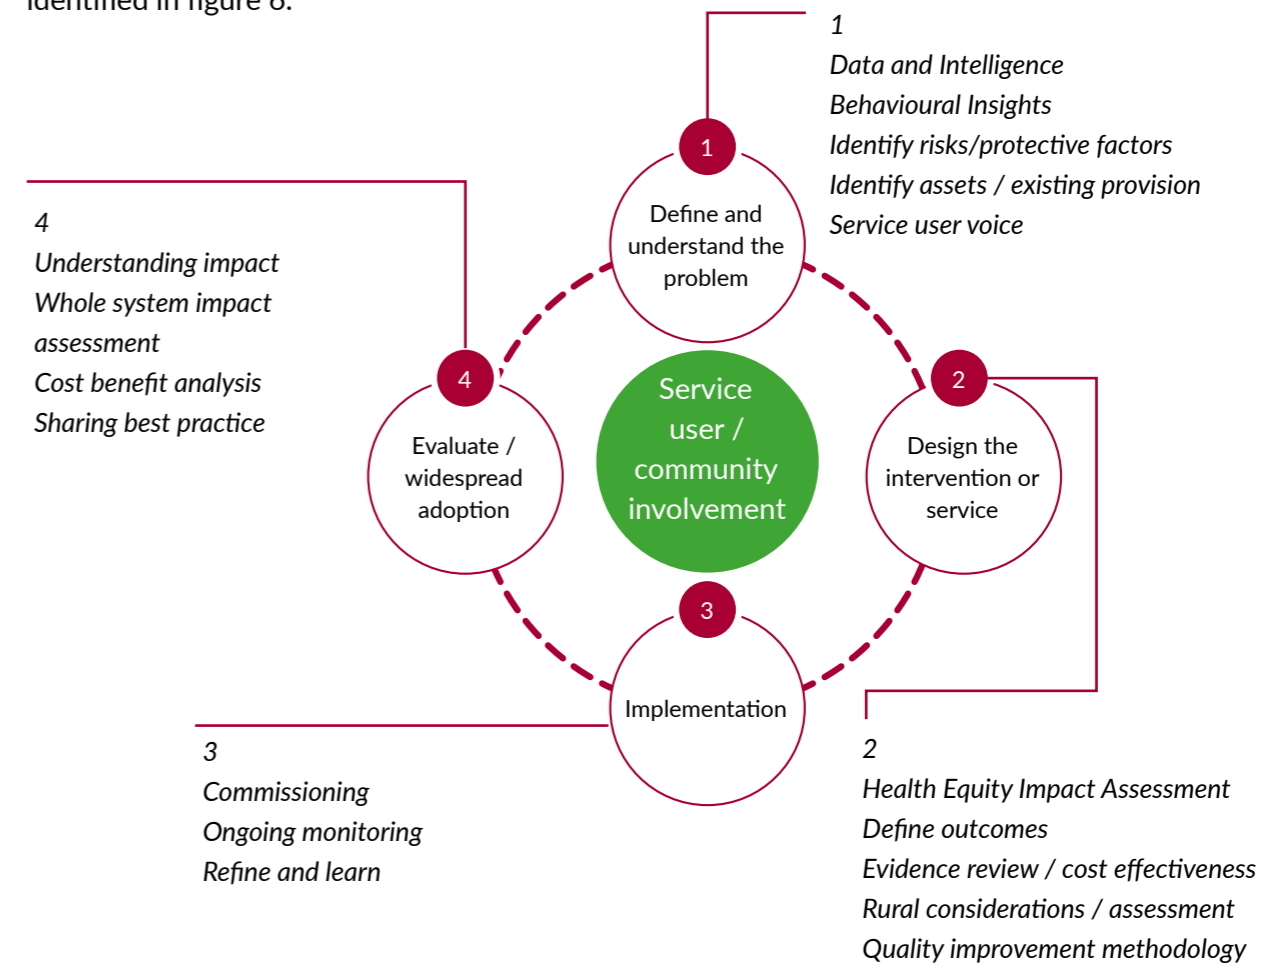 identified in figure 6.
1
Data and Intelligence
Behavioural Insights
Identify risks/protective factors
Identify assets / existing provision
Service user voice
1
Define and
understand the
problem
4
Understanding impact
Whole system impact
assessment
Cost benefit analysis
Sharing best practice
4
Evaluate /
widespread
adoption
Service
user /
community
involvement
2
Design the
intervention or
service
3
Implementation
3
Commissioning
Ongoing monitoring
Refine and learn
2
Health Equity Impact Assessment
Define outcomes
Evidence review / cost effectiveness
Rural considerations / assessment
Quality improvement methodology